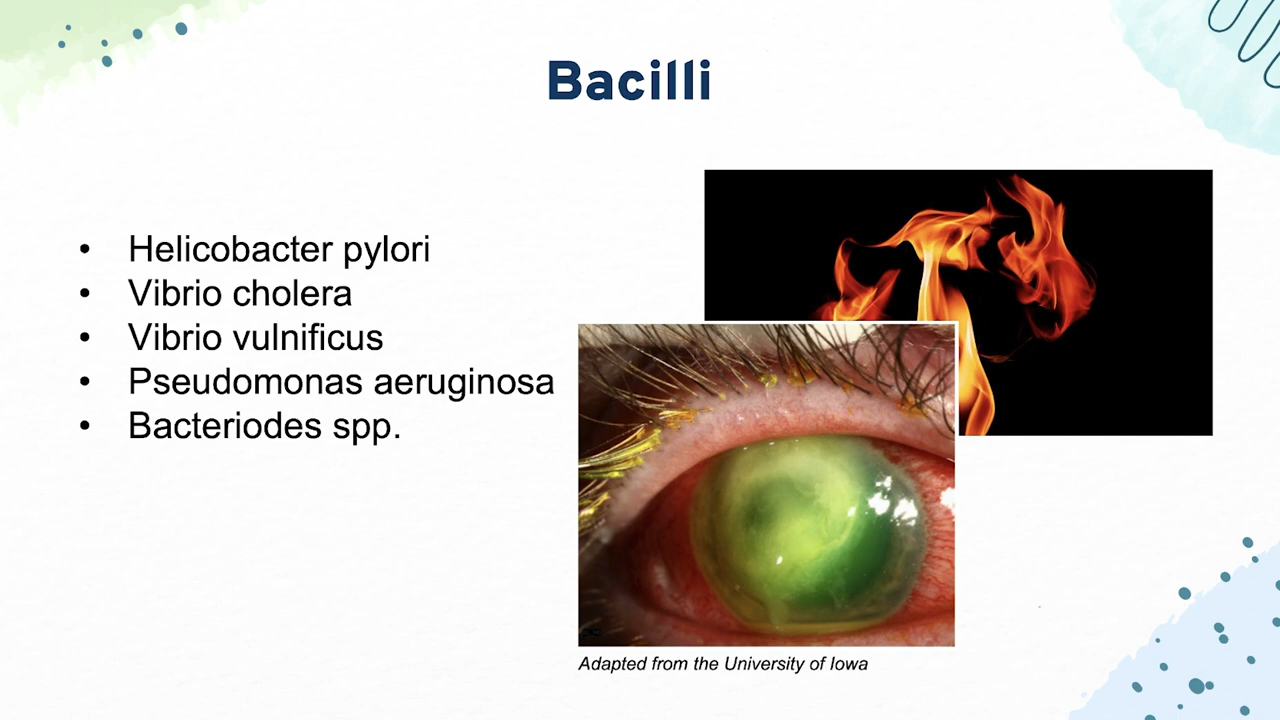 Bacilli
• Helicobacter pylori
• Vibrio cholera
• Vibrio vulnificus
• Pseudomonas aeruginosa
• Bacteriodes spp.
Adapted from the University of Iowa